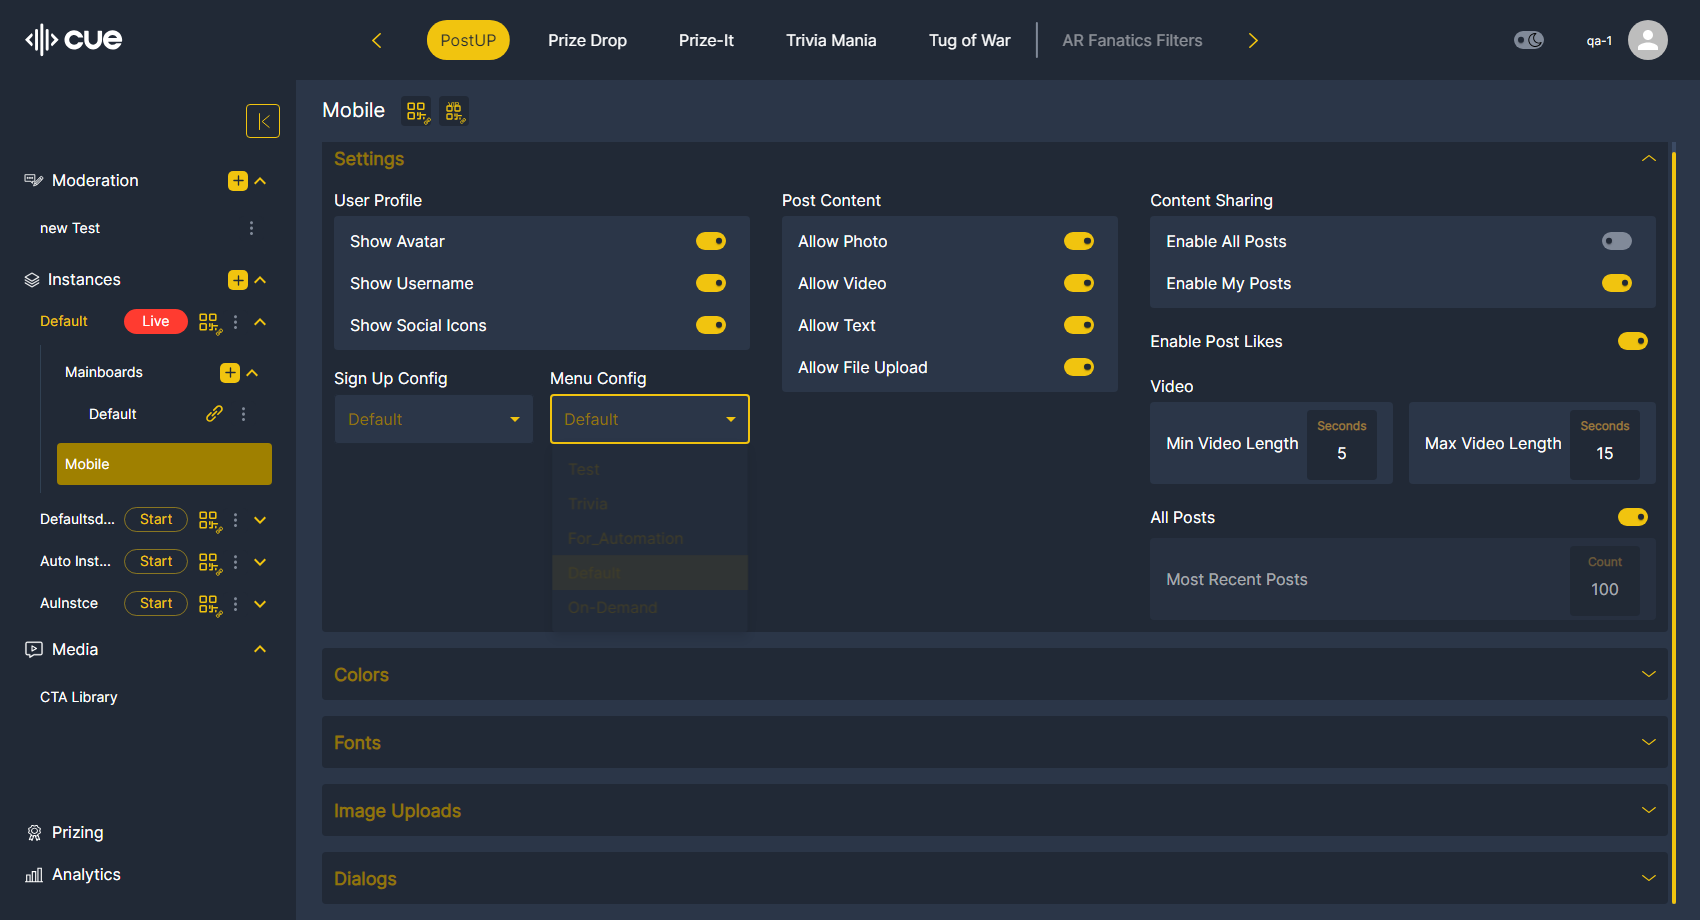 cue
PostUP
Prize Drop
Prize-It
Trivia Mania
Tug of War
AR Fanatics Filters
qa-1
Moderation
new Test
Instances
Default
Live
Mainboards
Default
Mobile
Defaultsd...
Start
Auto Inst...
Start
AuInstce
Start
Media
CTA Library
Prizing
Analytics
Mobile
VIP
Settings
User Profile
Show Avatar
Show Username
Show Social Icons
Sign Up Config
Default
Menu Config
Default
Test
Trivia
For_Automation
Default
On-Demand
Post Content
Allow Photo
Allow Video
Allow Text
Allow File Upload
Content Sharing
Enable All Posts
Enable My Posts
Enable Post Likes
Video
Min Video Length
Seconds
5
Max Video Length
Seconds
15
All Posts
Most Recent Posts
Count
100
Colors
Fonts
Image Uploads
Dialogs